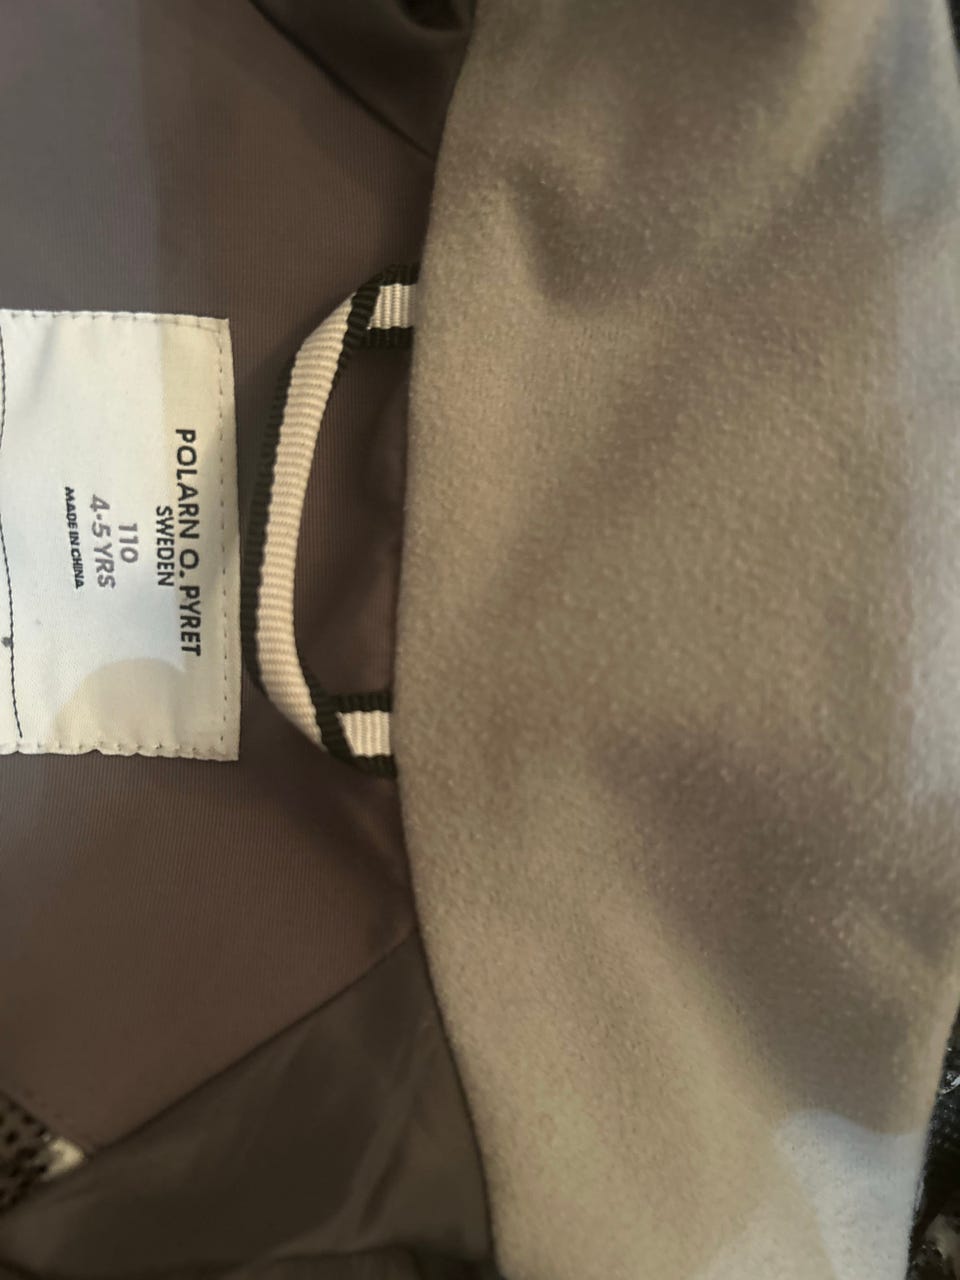 POLARN O. PYRET
SWEDEN
110
4-5 YRS
MADE IN CHINA